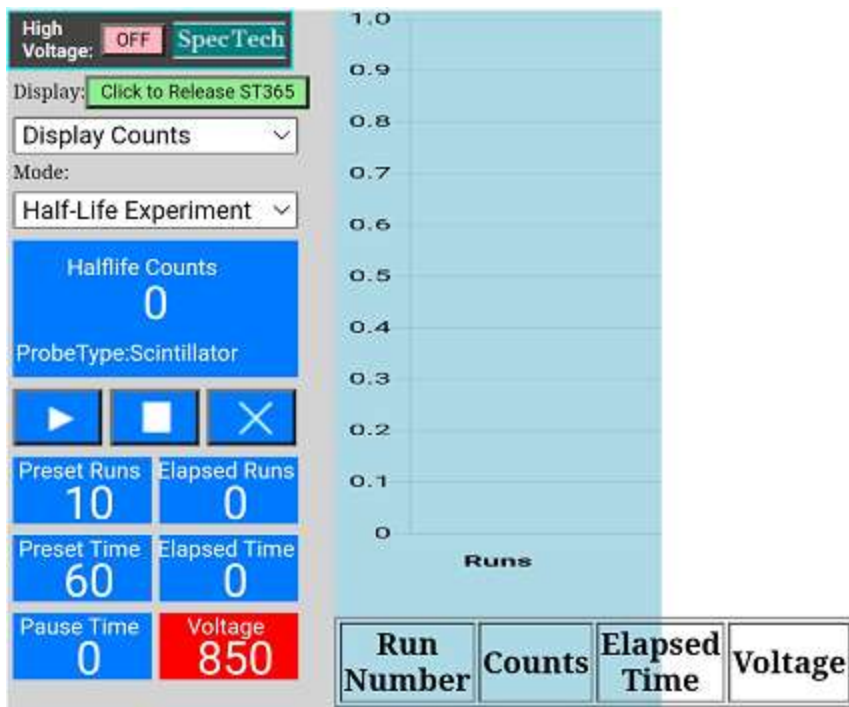 High
Voltage:
OFF
SpecTech
Display:
Click to Release ST365
Display Counts
Mode:
Half-Life Experiment
Halflife Counts
0
ProbeType:Scintillator
Preset Runs
10
Elapsed Runs
0
Preset Time
60
Elapsed Time
0
Pause Time
0
Voltage
850
1.0
0.9
0.8
0.7
0.6
0.5
0.4
0.3
0.2
0.1
0
Runs
Run
Number
Counts
Elapsed
Time
Voltage